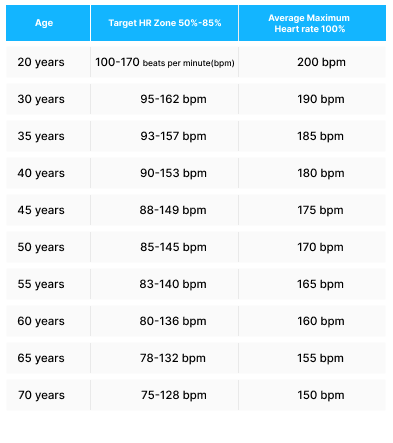 Age Target HR Zone 50%-85% Average Maximum
Heart rate 100%
20 years 100-170 beats per minute(bpm) 200 bpm
30 years 95-162 bpm 190 bpm
35 years 93-157 bpm 185 bpm
40 years 90-153 bpm 180 bpm
45 years 88-149 bpm 175 bpm
50 years 85-145 bpm 170 bpm
55 years 83-140 bpm 165 bpm
60 years 80-136 bpm 160 bpm
65 years 78-132 bpm 155 bpm
70 years 75-128 bpm 150 bpm